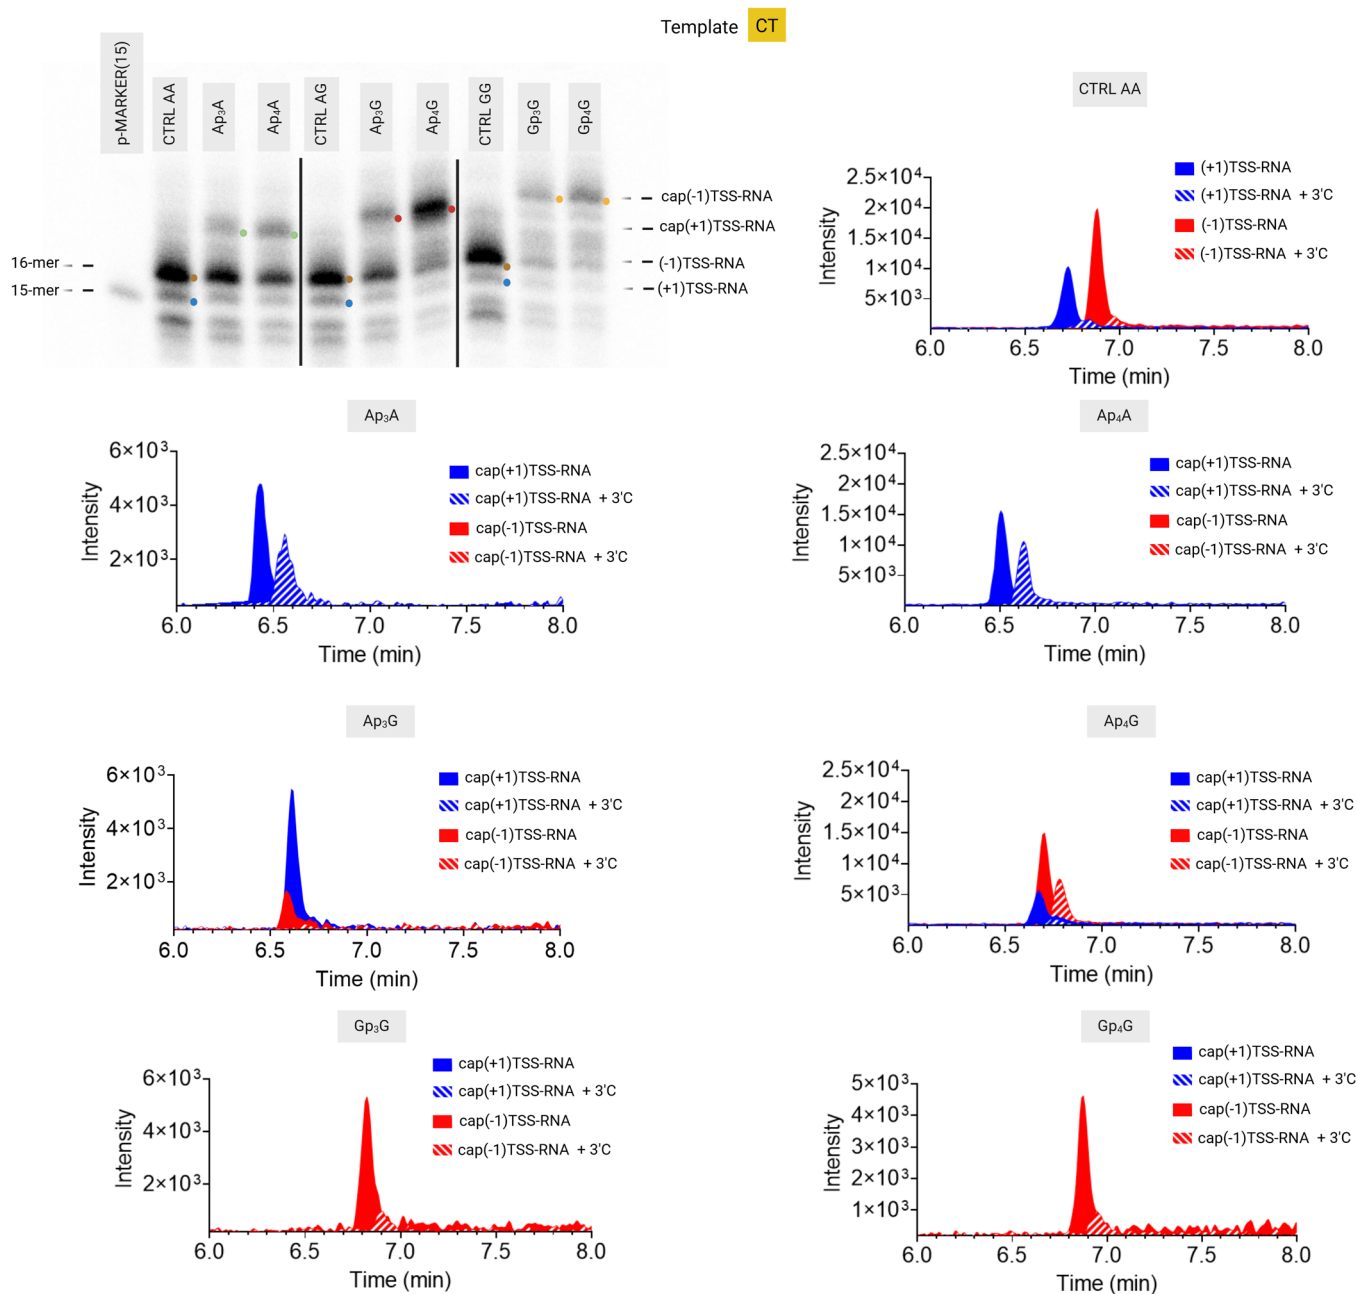 Template CT
p-MARKER(15)
CTRL AA
Ap₃A
Ap₄A
CTRL AG
Ap₃G
Ap₄G
CTRL GG
Gp₃G
Gp₄G
16-mer
15-mer
cap(-1)TSS-RNA
cap(+1)TSS-RNA
(-1)TSS-RNA
(+1)TSS-RNA
CTRL AA
(+1)TSS-RNA
(+1)TSS-RNA + 3'C
(-1)TSS-RNA
(-1)TSS-RNA + 3'C
Intensity
2.5×10⁴
2×10⁴
1.5×10⁴
1×10⁴
5×10³
6.0 6.5 7.0 7.5 8.0
Time (min)
Ap₃A
cap(+1)TSS-RNA
cap(+1)TSS-RNA + 3'C
cap(-1)TSS-RNA
cap(-1)TSS-RNA + 3'C
Intensity
6×10³
4×10³
2×10³
6.0 6.5 7.0 7.5 8.0
Time (min)
Ap₄A
cap(+1)TSS-RNA
cap(+1)TSS-RNA + 3'C
cap(-1)TSS-RNA
cap(-1)TSS-RNA + 3'C
Intensity
2.5×10⁴
2×10⁴
1.5×10⁴
1×10⁴
5×10³
6.0 6.5 7.0 7.5 8.0
Time (min)
Ap₃G
cap(+1)TSS-RNA
cap(+1)TSS-RNA + 3'C
cap(-1)TSS-RNA
cap(-1)TSS-RNA + 3'C
Intensity
6×10³
4×10³
2×10³
6.0 6.5 7.0 7.5 8.0
Time (min)
Ap₄G
cap(+1)TSS-RNA
cap(+1)TSS-RNA + 3'C
cap(-1)TSS-RNA
cap(-1)TSS-RNA + 3'C
Intensity
2.5×10⁴
2×10⁴
1.5×10⁴
1×10⁴
5×10³
6.0 6.5 7.0 7.5 8.0
Time (min)
Gp₃G
cap(+1)TSS-RNA
cap(+1)TSS-RNA + 3'C
cap(-1)TSS-RNA
cap(-1)TSS-RNA + 3'C
Intensity
6×10³
4×10³
2×10³
6.0 6.5 7.0 7.5 8.0
Time (min)
Gp₄G
cap(+1)TSS-RNA
cap(+1)TSS-RNA + 3'C
cap(-1)TSS-RNA
cap(-1)TSS-RNA + 3'C
Intensity
5×10³
4×10³
3×10³
2×10³
1×10³
6.0 6.5 7.0 7.5 8.0
Time (min)